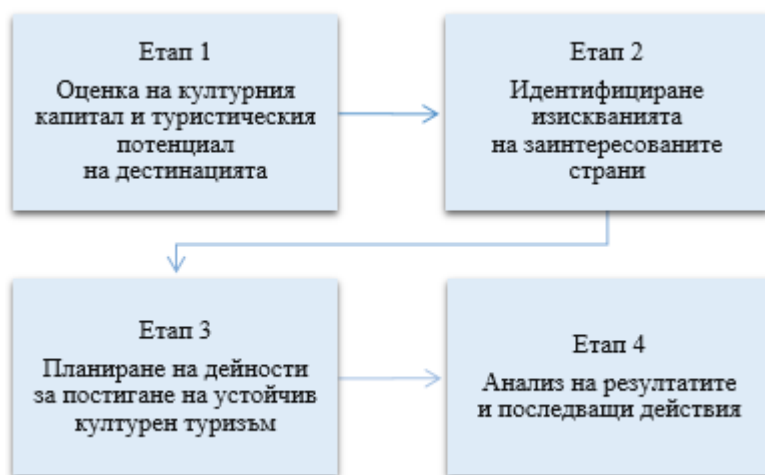 Етап 1
Оценка на културния
капитал и туристическия
потенциал
на дестинацията
Етап 2
Идентифициране
изискванията
на заинтересованите
страни
Етап 3
Планиране на дейности
за постигане на устойчив
културен туризъм
Етап 4
Анализ на резултатите
и последващи действия